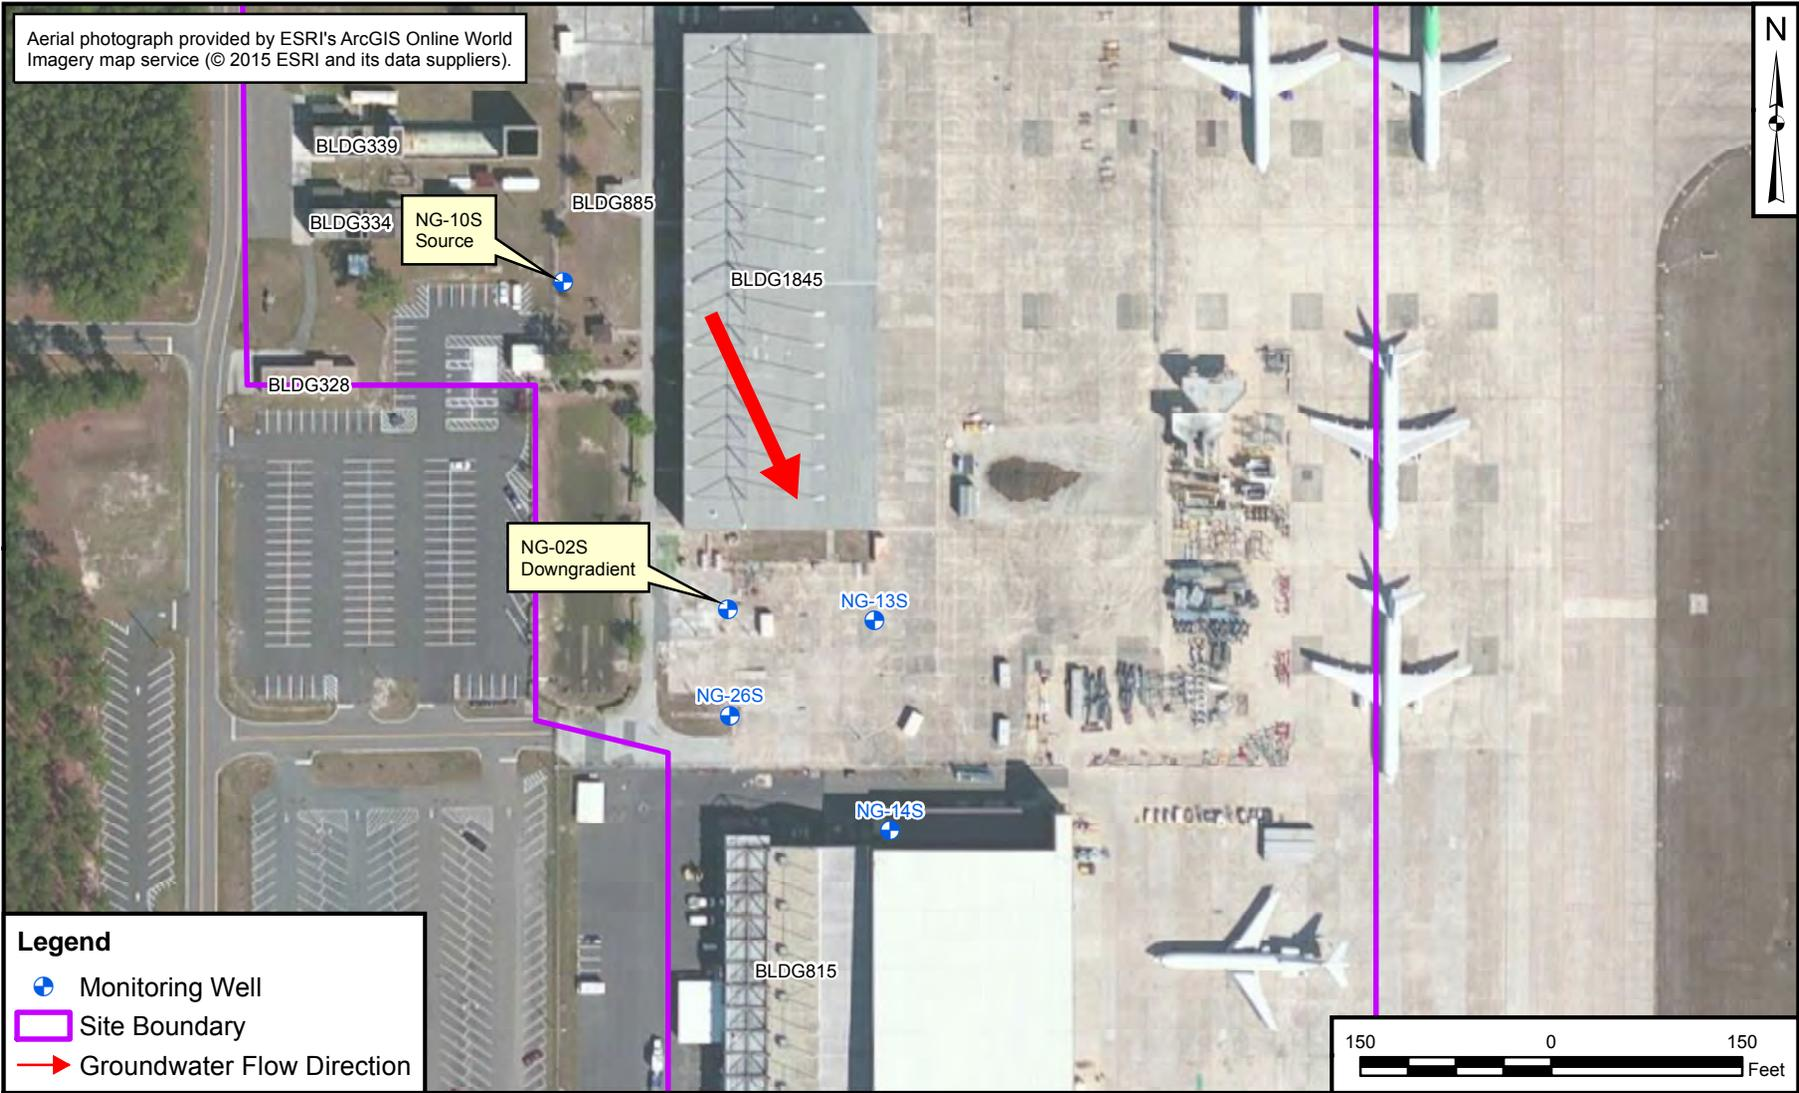 Aerial photograph provided by ESRI's ArcGIS Online World
Imagery map service (© 2015 ESRI and its data suppliers).
N
BLDG339
BLDG885
BLDG334
NG-10S
Source
BLDG1845
BLDG328
NG-02S
Downgradient
NG-13S
NG-26S
NG-14S
BLDG815
Legend
Monitoring Well
Site Boundary
Groundwater Flow Direction
150 0 150
Feet